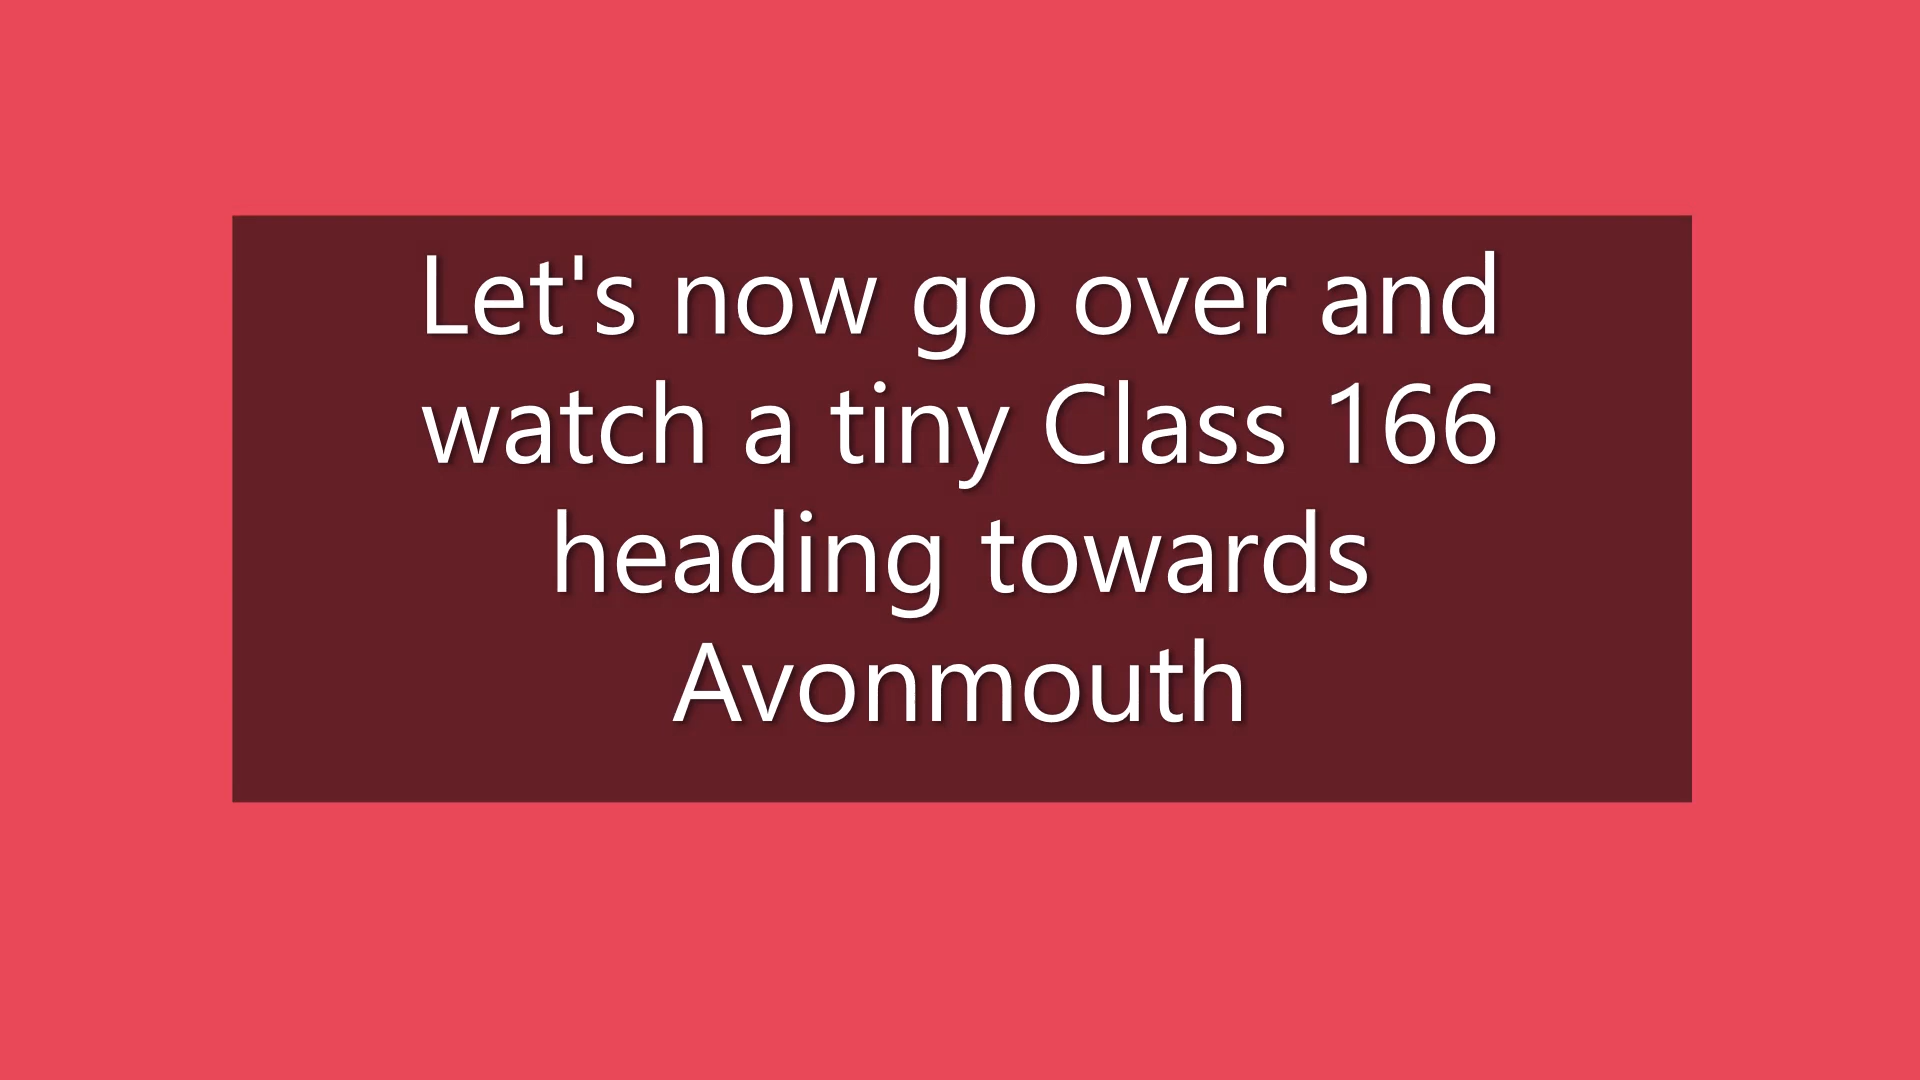 Let's now go over and
watch a tiny Class 166
heading towards
Avonmouth